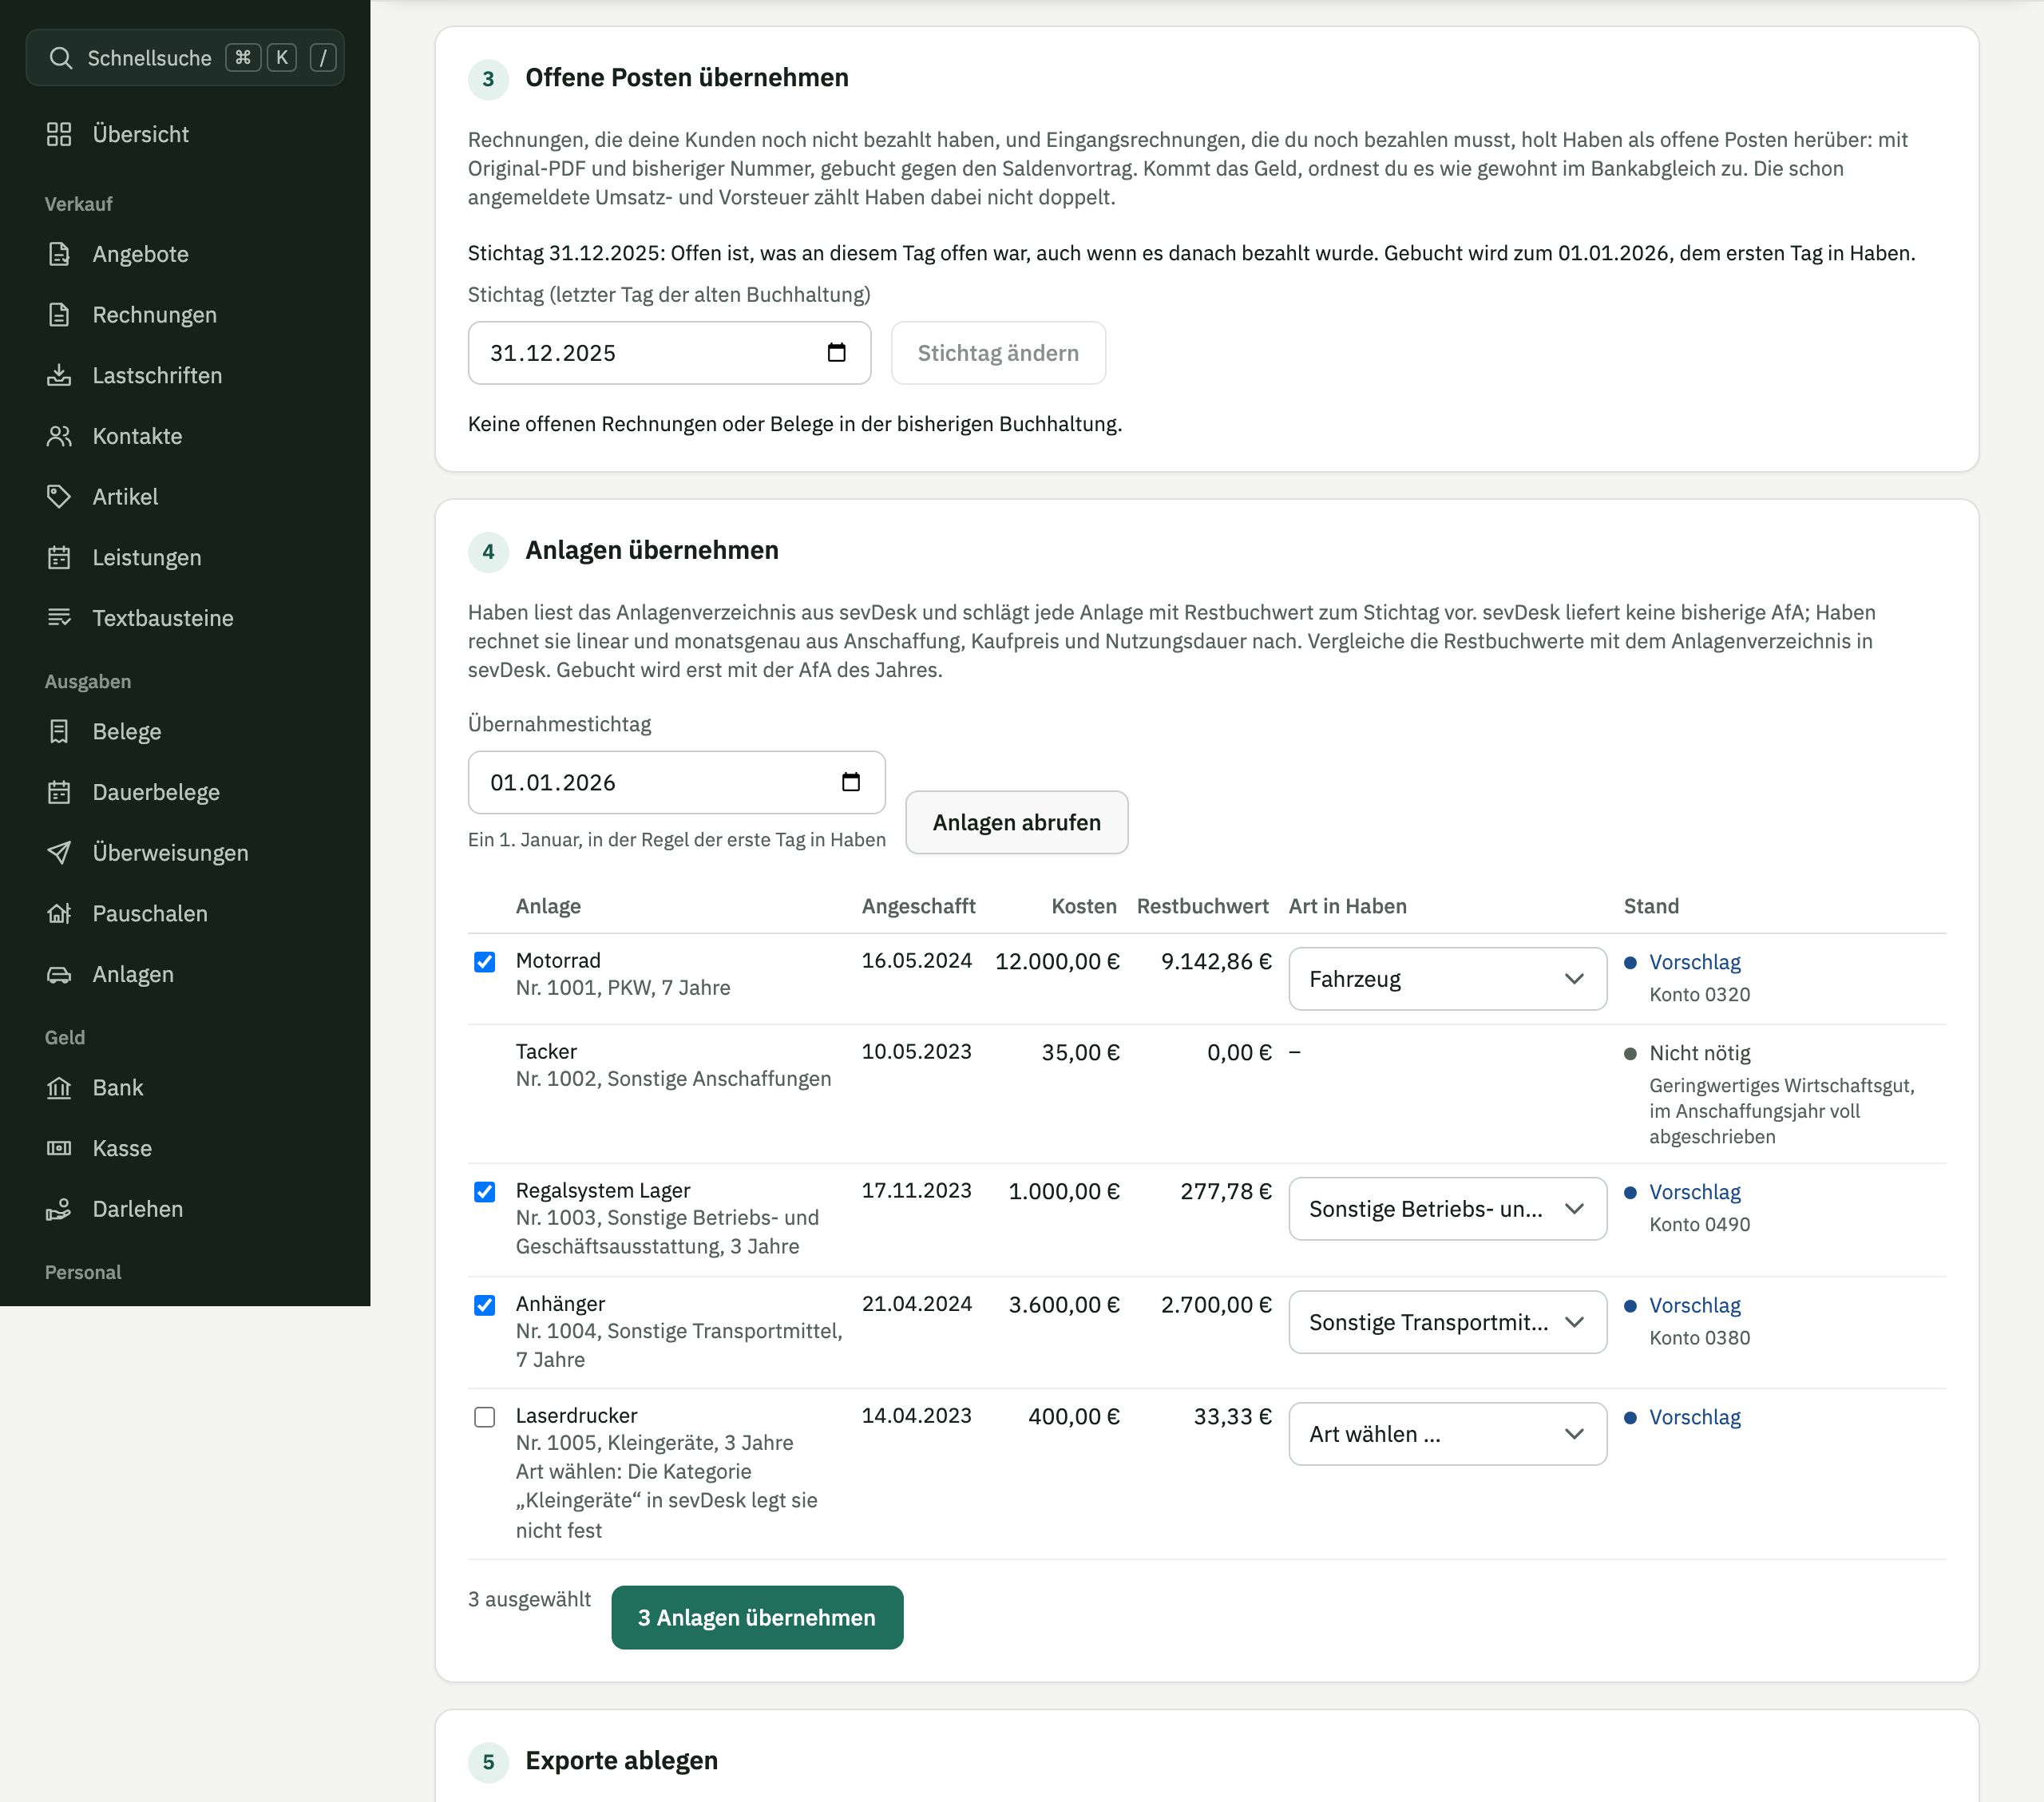 Schnellsuche ⌘ K /
Übersicht
Verkauf
Angebote
Rechnungen
Lastschriften
Kontakte
Artikel
Leistungen
Textbausteine
Ausgaben
Belege
Dauerbelege
Überweisungen
Pauschalen
Anlagen
Geld
Bank
Kasse
Darlehen
Personal
3 Offene Posten übernehmen
Rechnungen, die deine Kunden noch nicht bezahlt haben, und Eingangsrechnungen, die du noch bezahlen musst, holt Haben als offene Posten herüber: mit
Original-PDF und bisheriger Nummer, gebucht gegen den Saldenvortrag. Kommt das Geld, ordnest du es wie gewohnt im Bankabgleich zu. Die schon
angemeldete Umsatz- und Vorsteuer zählt Haben dabei nicht doppelt.
Stichtag 31.12.2025: Offen ist, was an diesem Tag offen war, auch wenn es danach bezahlt wurde. Gebucht wird zum 01.01.2026, dem ersten Tag in Haben.
Stichtag (letzter Tag der alten Buchhaltung)
31.12.2025 Stichtag ändern
Keine offenen Rechnungen oder Belege in der bisherigen Buchhaltung.
4 Anlagen übernehmen
Haben liest das Anlagenverzeichnis aus sevDesk und schlägt jede Anlage mit Restbuchwert zum Stichtag vor. sevDesk liefert keine bisherige AfA; Haben
rechnet sie linear und monatsgenau aus Anschaffung, Kaufpreis und Nutzungsdauer nach. Vergleiche die Restbuchwerte mit dem Anlagenverzeichnis in
sevDesk. Gebucht wird erst mit der AfA des Jahres.
Übernahmestichtag
01.01.2026
Anlagen abrufen
Ein 1. Januar, in der Regel der erste Tag in Haben
Anlage Angeschafft Kosten Restbuchwert Art in Haben Stand
Motorrad 16.05.2024 12.000,00 € 9.142,86 € Fahrzeug Vorschlag
Nr. 1001, PKW, 7 Jahre Konto 0320
Tacker 10.05.2023 35,00 € 0,00 € – Nicht nötig
Nr. 1002, Sonstige Anschaffungen Geringwertiges Wirtschaftsgut,
im Anschaffungsjahr voll
abgeschrieben
Regalsystem Lager 17.11.2023 1.000,00 € 277,78 € Sonstige Betriebs- un... Vorschlag
Nr. 1003, Sonstige Betriebs- und Konto 0490
Geschäftsausstattung, 3 Jahre
Anhänger 21.04.2024 3.600,00 € 2.700,00 € Sonstige Transportmit... Vorschlag
Nr. 1004, Sonstige Transportmittel, Konto 0380
7 Jahre
Laserdrucker 14.04.2023 400,00 € 33,33 € Art wählen ... Vorschlag
Nr. 1005, Kleingeräte, 3 Jahre
Art wählen: Die Kategorie
„Kleingeräte“ in sevDesk legt sie
nicht fest
3 ausgewählt 3 Anlagen übernehmen
5 Exporte ablegen